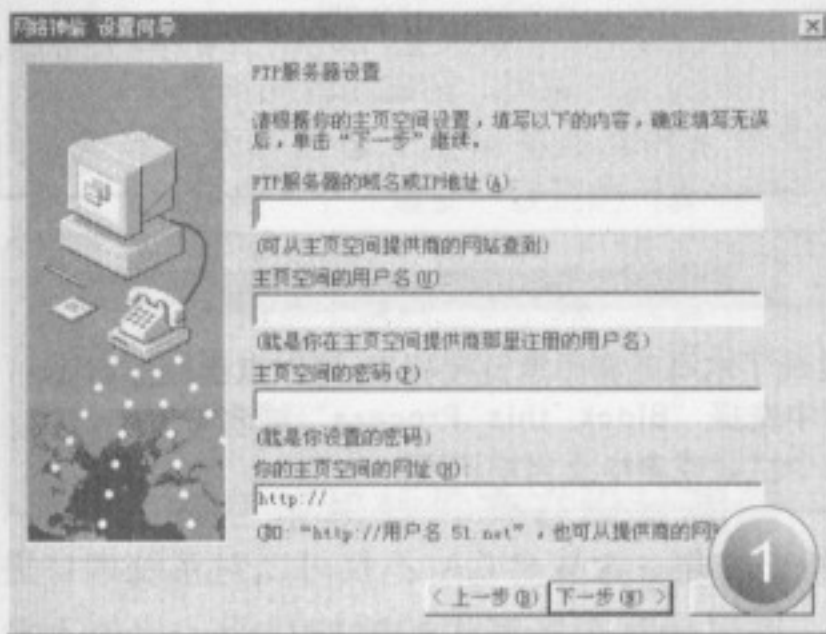 网络神偷 设置向导
FTP服务器设置
请根据你的主页空间设置，填写以下的内容，确定填写无误
后，单击“下一步”继续。
FTP服务器的域名或IP地址(A):
(可从主页空间提供商的网站查到)
主页空间的用户名(U):
(就是你在主页空间提供商那里注册的用户名)
主页空间的密码(P)
(就是你设置的密码)
你的主页空间的网址(H):
http://
(如: “http://用户名.51.net”，也可从提供商的网
1
< 上一步(B)
下一步(N) >
Block this Process